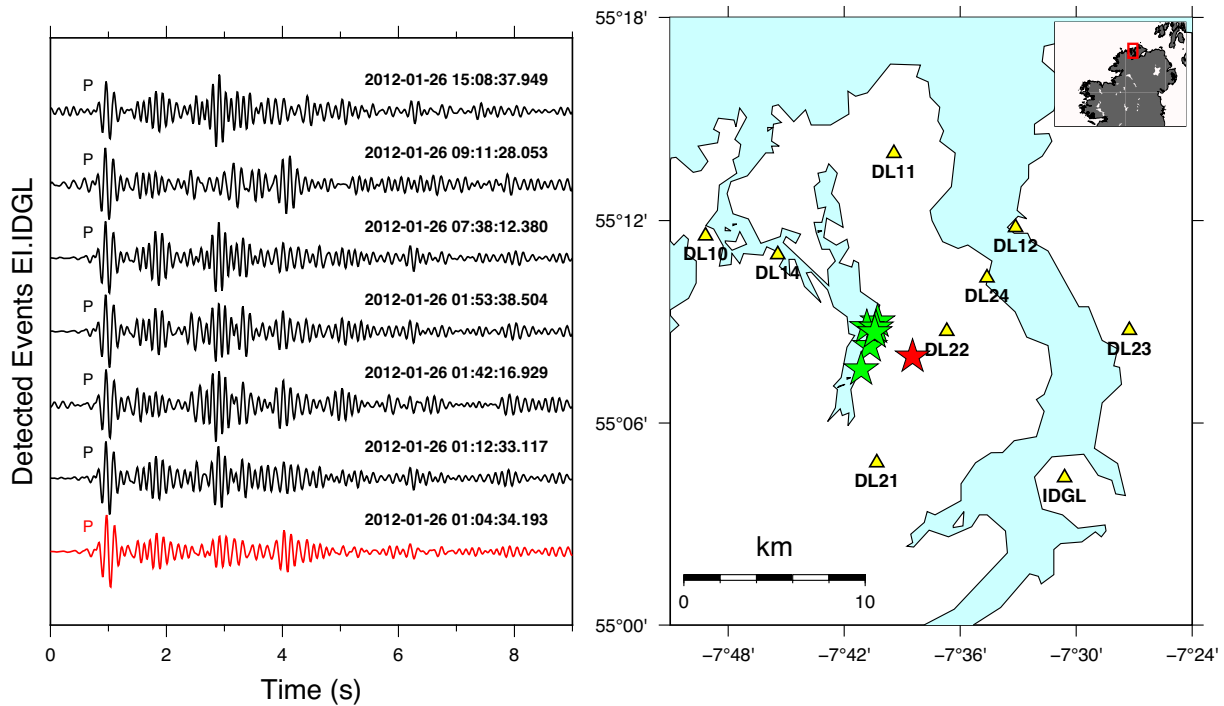 Detected Events EI.IDGL
P
2012-01-26 15:08:37.949
P
2012-01-26 09:11:28.053
P
2012-01-26 07:38:12.380
P
2012-01-26 01:53:38.504
P
2012-01-26 01:42:16.929
P
2012-01-26 01:12:33.117
P
2012-01-26 01:04:34.193
0 2 4 6 8
Time (s)
55°18'
55°12'
55°06'
55°00'
DL11
DL10
DL12
DL14
DL24
DL22
DL23
DL21
IDGL
km
0 10
−7°48' −7°42' −7°36' −7°30' −7°24'